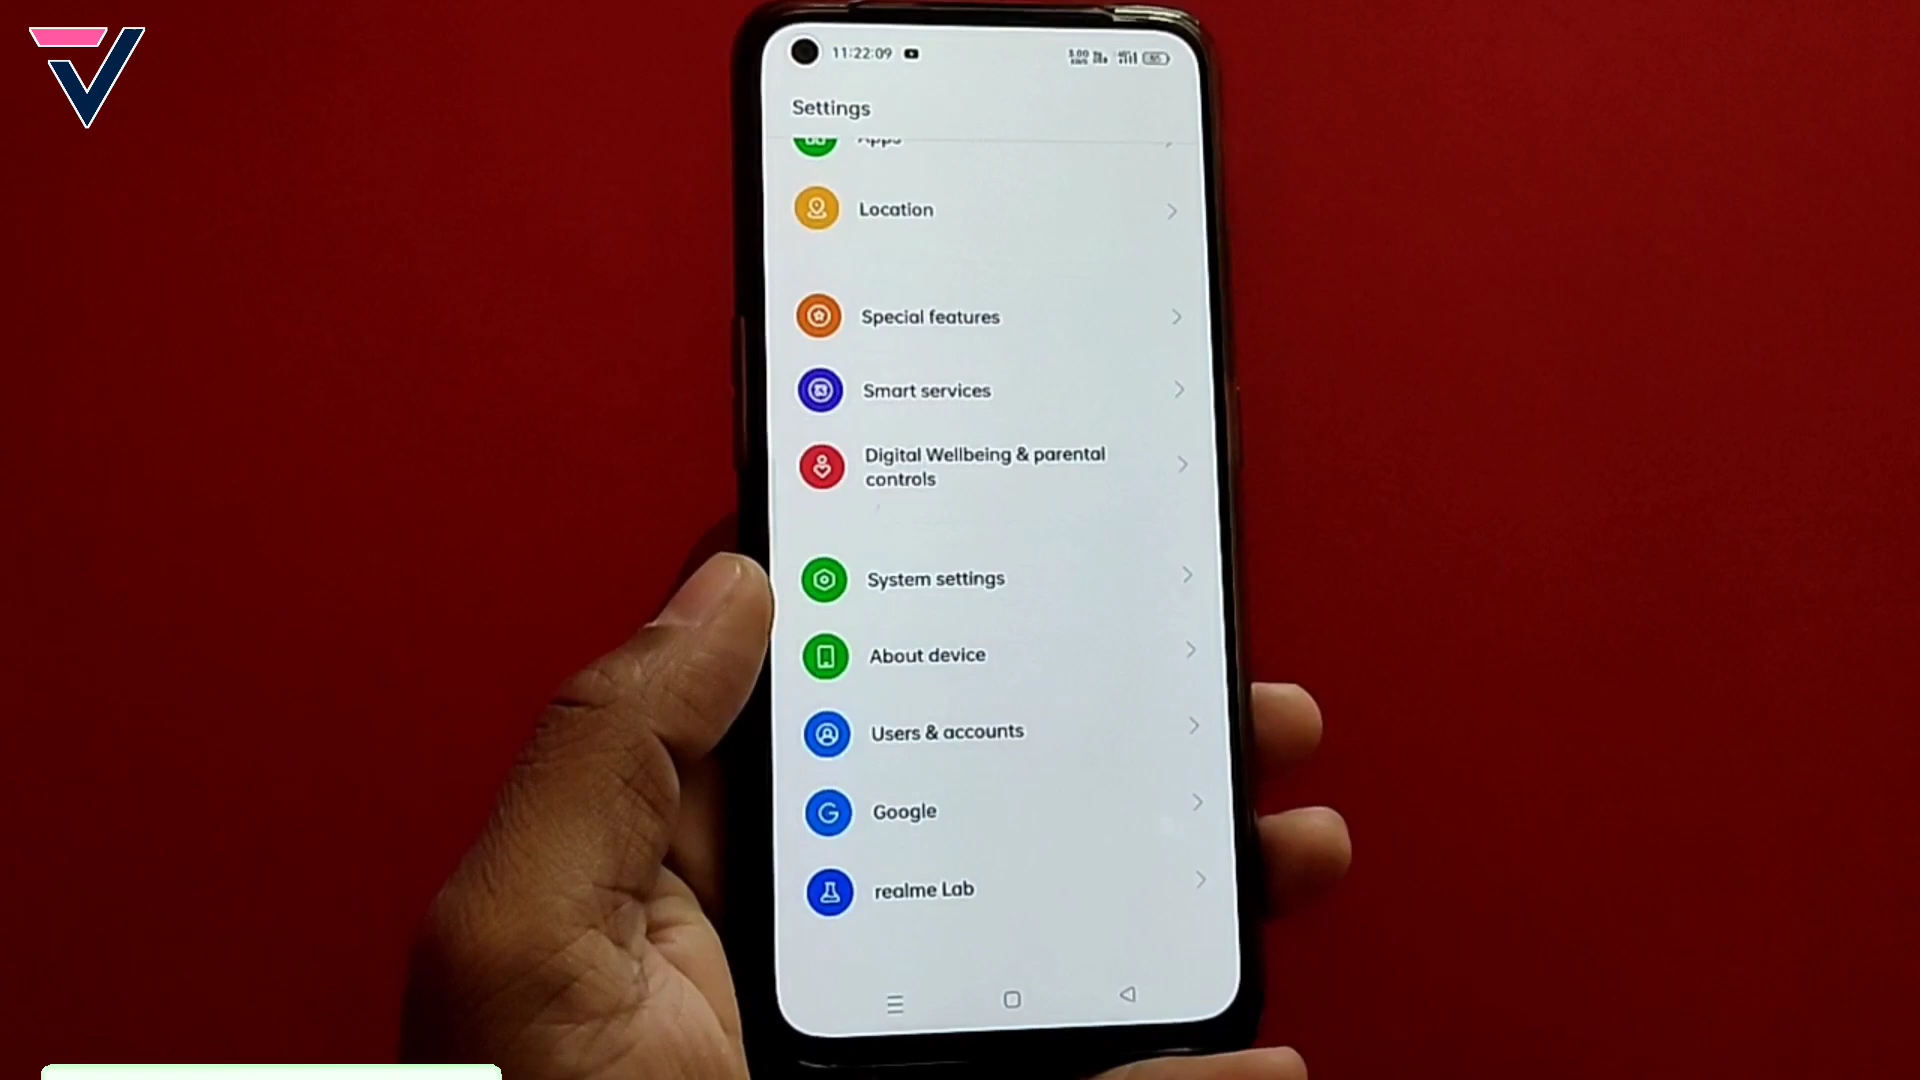 11:22:09
Settings
Apps
Location
Special features
Smart services
Digital Wellbeing & parental
controls
System settings
About device
Users & accounts
Google
realme Lab